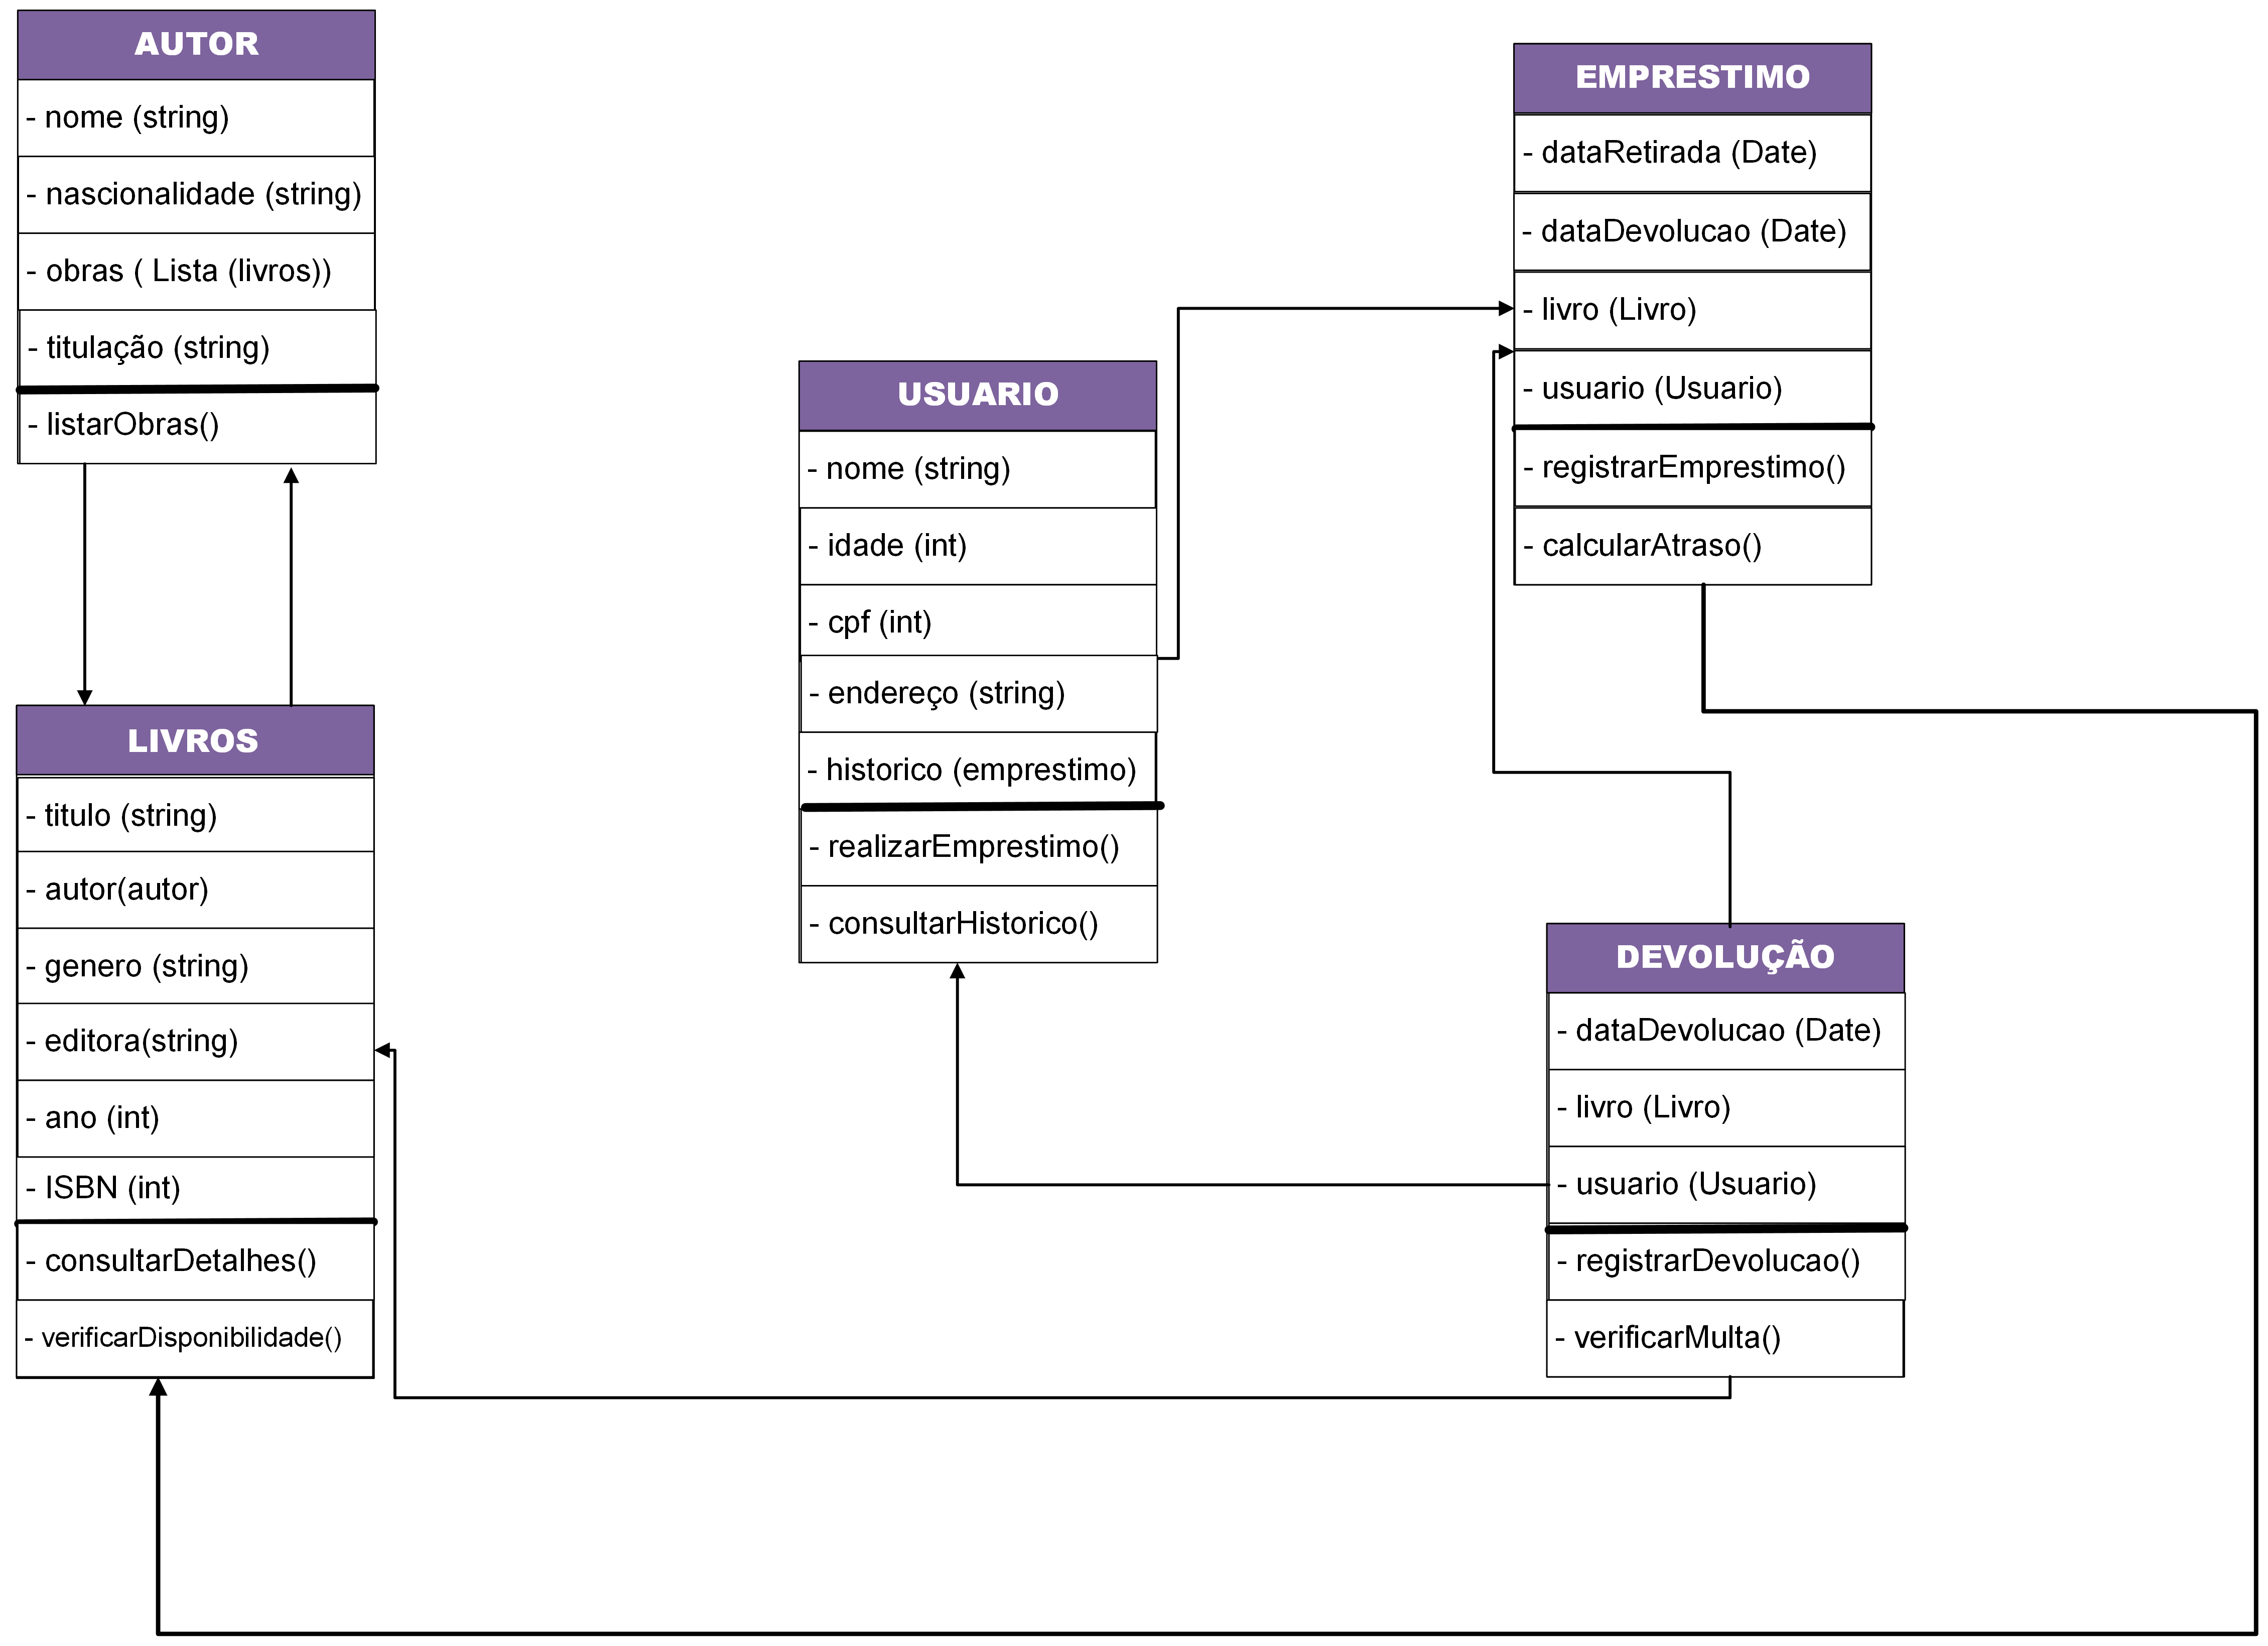 AUTOR
- nome (string)
- nascionalidade (string)
- obras ( Lista (livros))
- titulação (string)
- listarObras()
LIVROS
- titulo (string)
- autor(autor)
- genero (string)
- editora(string)
- ano (int)
- ISBN (int)
- consultarDetalhes()
- verificarDisponibilidade()
USUARIO
- nome (string)
- idade (int)
- cpf (int)
- endereço (string)
- historico (emprestimo)
- realizarEmprestimo()
- consultarHistorico()
EMPRESTIMO
- dataRetirada (Date)
- dataDevolucao (Date)
- livro (Livro)
- usuario (Usuario)
- registrarEmprestimo()
- calcularAtraso()
DEVOLUÇÃO
- dataDevolucao (Date)
- livro (Livro)
- usuario (Usuario)
- registrarDevolucao()
- verificarMulta()